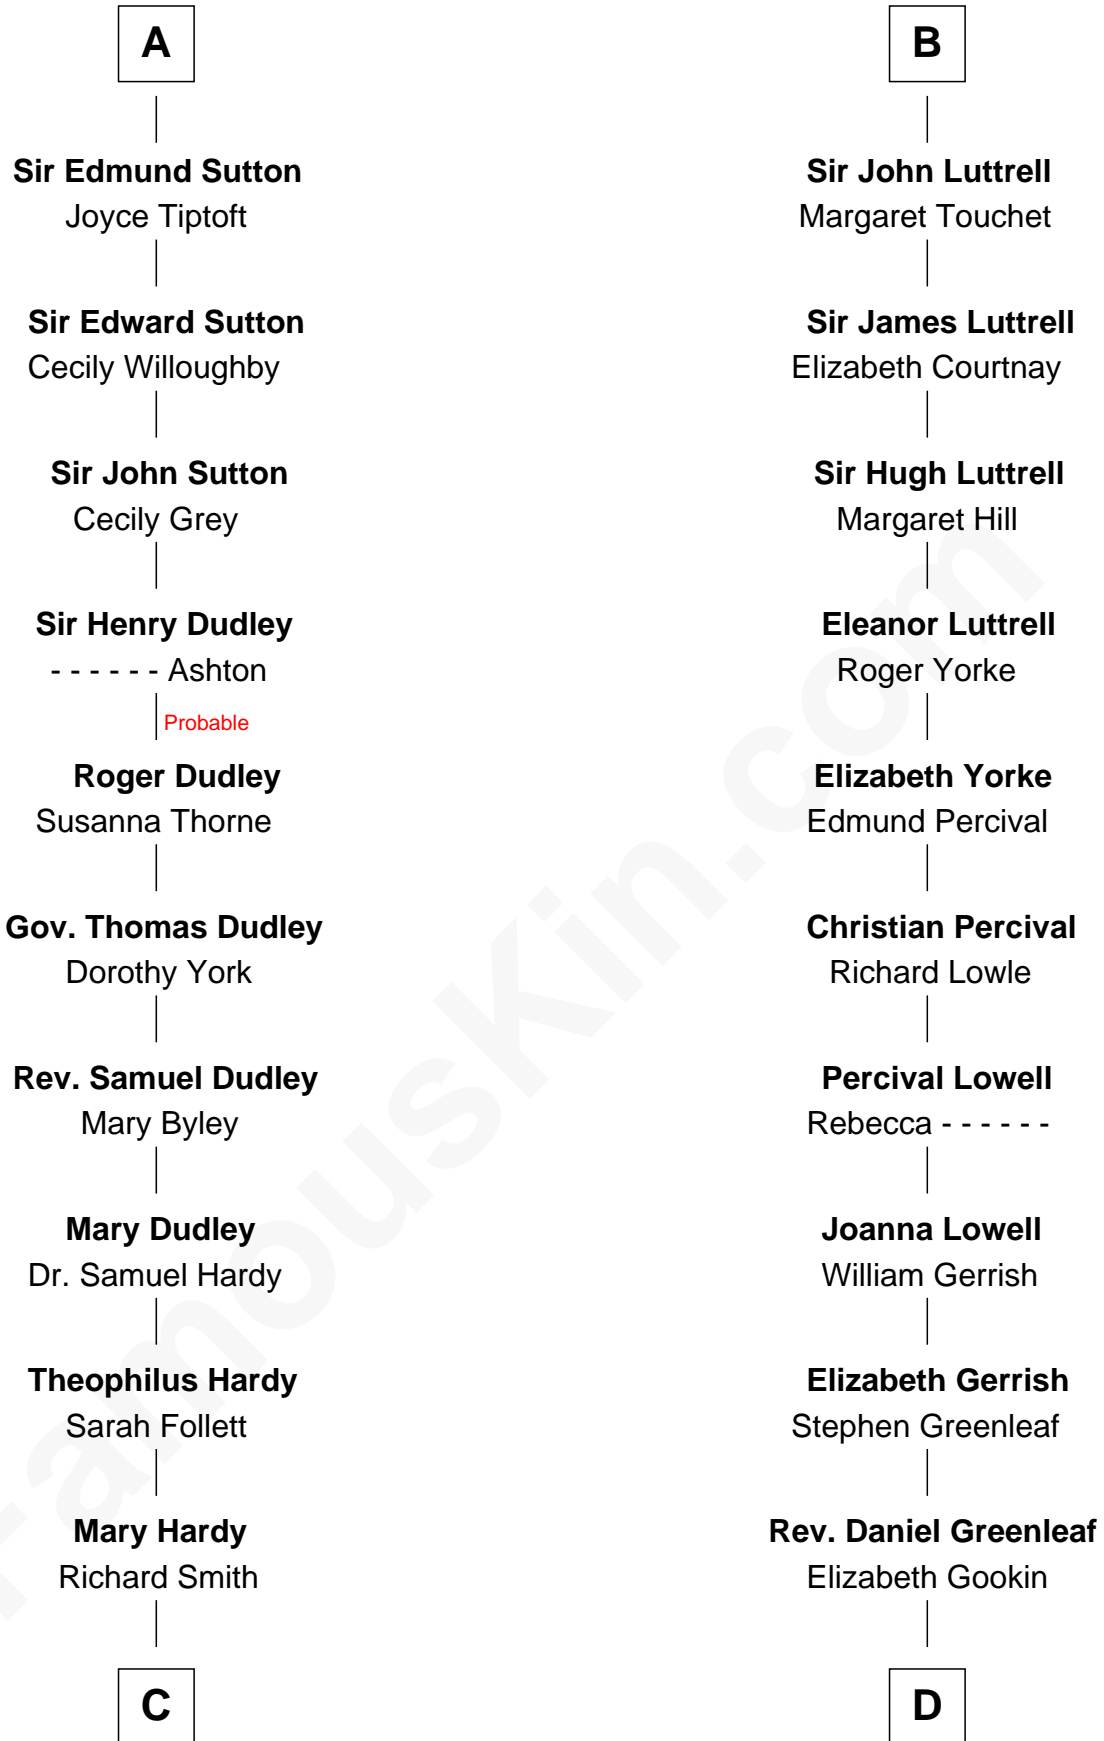 A
Sir Edmund Sutton
Joyce Tiptoft
Sir Edward Sutton
Cecily Willoughby
Sir John Sutton
Cecily Grey
Sir Henry Dudley
- - - - - - Ashton
Probable
Roger Dudley
Susanna Thorne
Gov. Thomas Dudley
Dorothy York
Rev. Samuel Dudley
Mary Byley
Mary Dudley
Dr. Samuel Hardy
Theophilus Hardy
Sarah Follett
Mary Hardy
Richard Smith
C
B
Sir John Luttrell
Margaret Touchet
Sir James Luttrell
Elizabeth Courtnay
Sir Hugh Luttrell
Margaret Hill
Eleanor Luttrell
Roger Yorke
Elizabeth Yorke
Edmund Percival
Christian Percival
Richard Lowle
Percival Lowell
Rebecca - - - - - -
Joanna Lowell
William Gerrish
Elizabeth Gerrish
Stephen Greenleaf
Rev. Daniel Greenleaf
Elizabeth Gookin
D
FamousKin.com